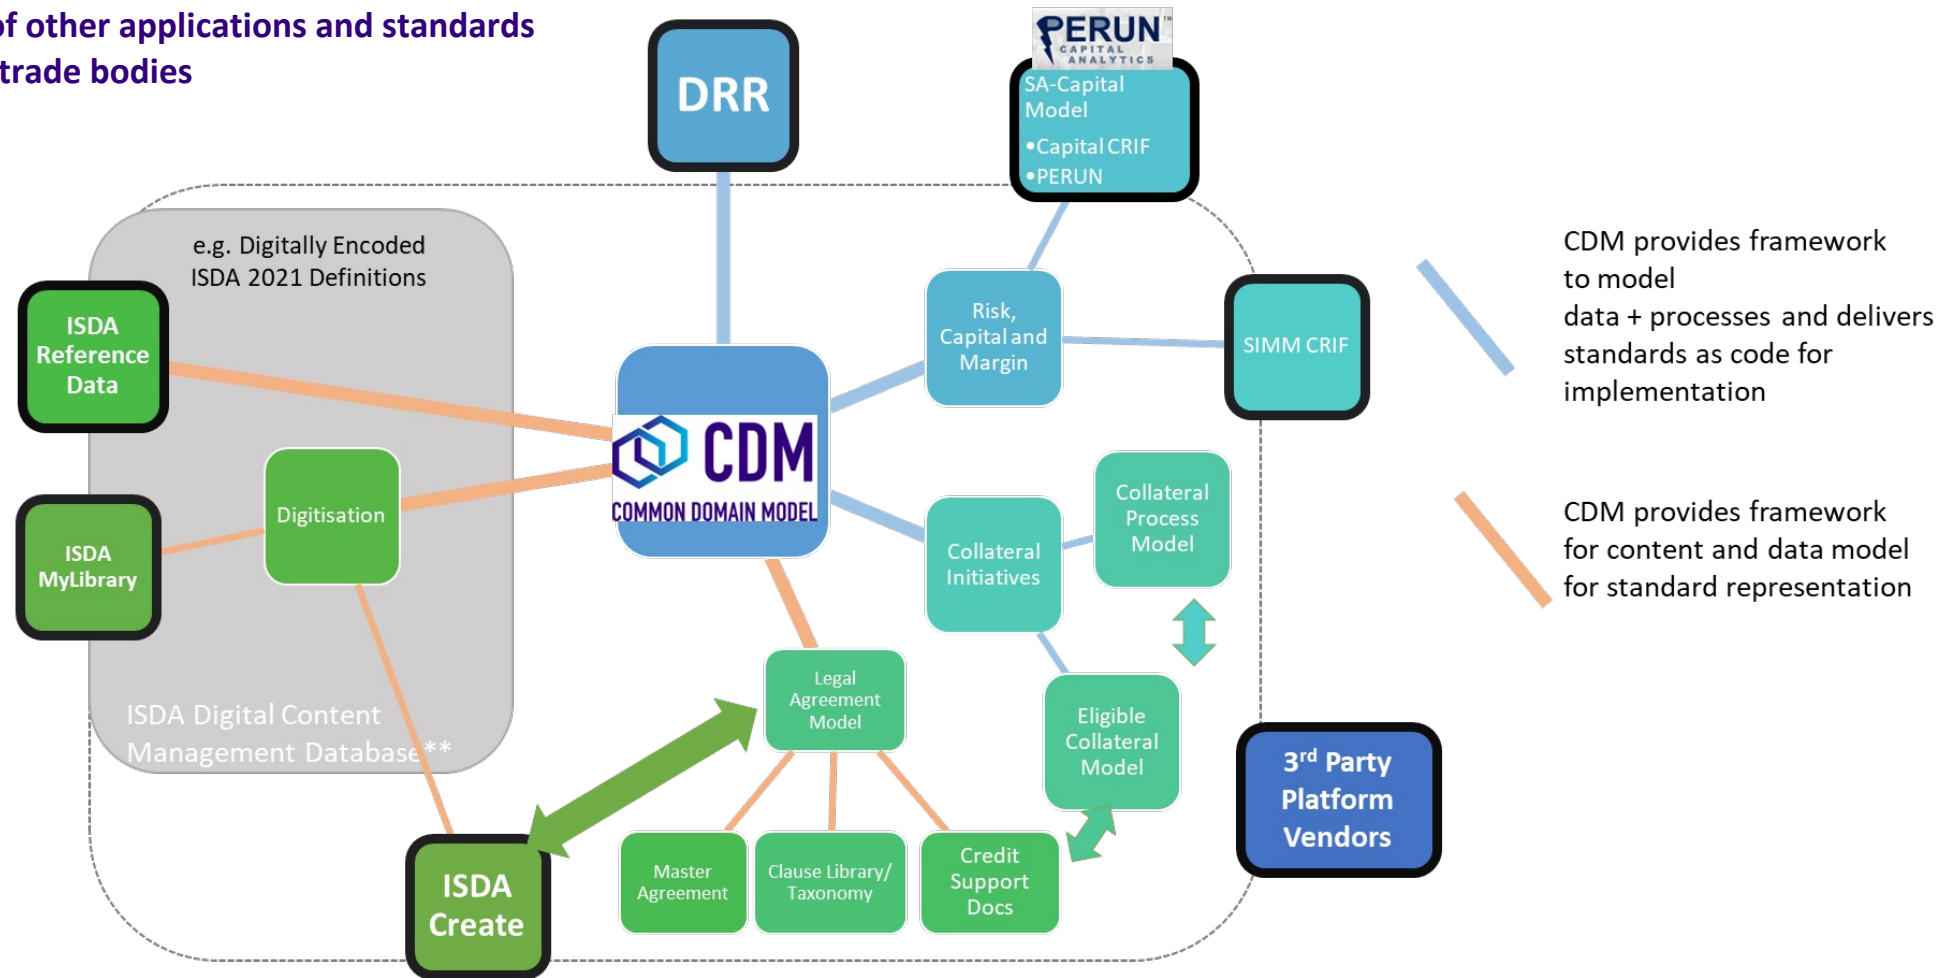 of other applications and standards
trade bodies
DRR
PERUN™
CAPITAL
ANALYTICS
SA-Capital
Model
•Capital CRIF
•PERUN
e.g. Digitally Encoded
ISDA 2021 Definitions
ISDA
Reference
Data
Risk,
Capital and
Margin
SIMM CRIF
CDM provides framework
to model
data + processes and delivers
standards as code for
implementation
CDM
COMMON DOMAIN MODEL
Digitisation
ISDA
MyLibrary
Collateral
Process
Model
Collateral
Initiatives
CDM provides framework
for content and data model
for standard representation
Legal
Agreement
Model
Eligible
Collateral
Model
ISDA Digital Content
Management Database**
3rd Party
Platform
Vendors
ISDA
Create
Master
Agreement
Clause Library/
Taxonomy
Credit
Support
Docs